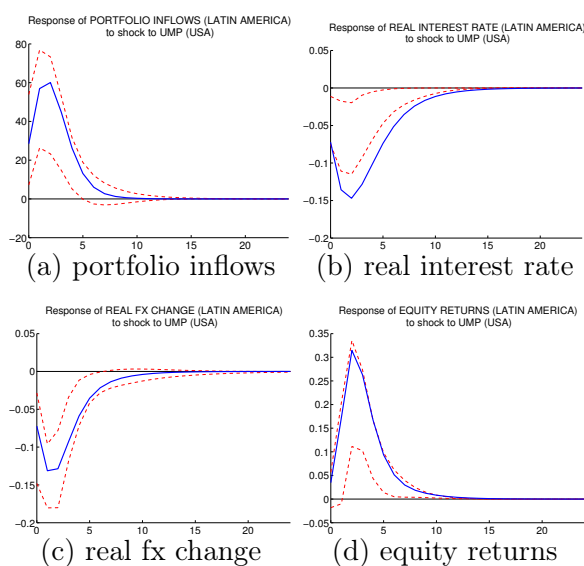 Response of PORTFOLIO INFLOWS (LATIN AMERICA)
to shock to UMP (USA)
80
60
40
20
0
−20
0 5 10 15 20
(a) portfolio inflows
Response of REAL INTEREST RATE (LATIN AMERICA)
to shock to UMP (USA)
0.05
0
−0.05
−0.1
−0.15
−0.2
0 5 10 15 20
(b) real interest rate
Response of REAL FX CHANGE (LATIN AMERICA)
to shock to UMP (USA)
0.05
0
−0.05
−0.1
−0.15
−0.2
0 5 10 15 20
(c) real fx change
Response of EQUITY RETURNS (LATIN AMERICA)
to shock to UMP (USA)
0.35
0.3
0.25
0.2
0.15
0.1
0.05
0
−0.05
0 5 10 15 20
(d) equity returns